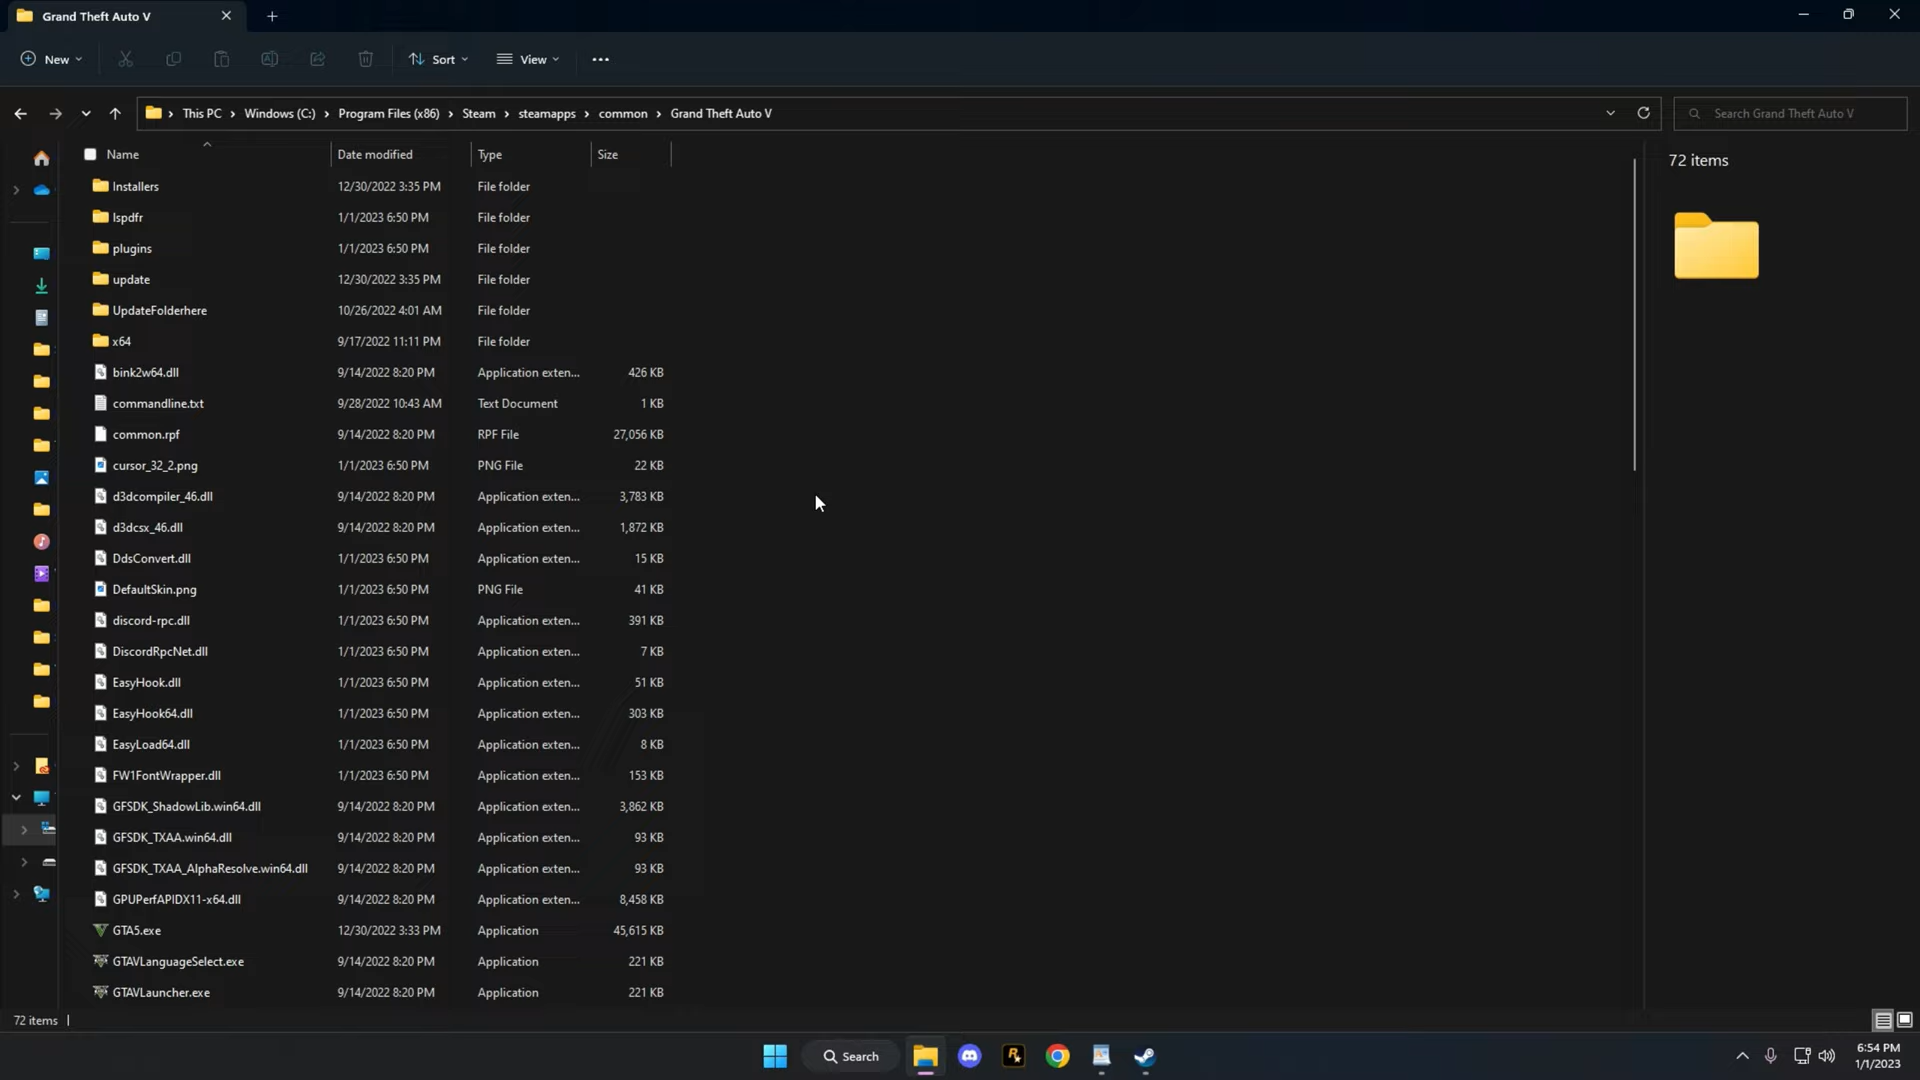 Grand Theft Auto V
New
Sort
View
This PC > Windows (C:) > Program Files (x86) > Steam > steamapps > common > Grand Theft Auto V
Search Grand Theft Auto V
Name Date modified Type Size
72 items
Installers 12/30/2022 3:35 PM File folder
lspdfr 1/1/2023 6:50 PM File folder
plugins 1/1/2023 6:50 PM File folder
update 12/30/2022 3:35 PM File folder
UpdateFolderhere 10/26/2022 4:01 AM File folder
x64 9/17/2022 11:11 PM File folder
bink2w64.dll 9/14/2022 8:20 PM Application exten... 426 KB
commandline.txt 9/28/2022 10:43 AM Text Document 1 KB
common.rpf 9/14/2022 8:20 PM RPF File 27,056 KB
cursor_32_2.png 1/1/2023 6:50 PM PNG File 22 KB
d3dcompiler_46.dll 9/14/2022 8:20 PM Application exten... 3,783 KB
d3dcsx_46.dll 9/14/2022 8:20 PM Application exten... 1,872 KB
DdsConvert.dll 1/1/2023 6:50 PM Application exten... 15 KB
DefaultSkin.png 1/1/2023 6:50 PM PNG File 41 KB
discord-rpc.dll 1/1/2023 6:50 PM Application exten... 391 KB
DiscordRpcNet.dll 1/1/2023 6:50 PM Application exten... 7 KB
EasyHook.dll 1/1/2023 6:50 PM Application exten... 51 KB
EasyHook64.dll 1/1/2023 6:50 PM Application exten... 303 KB
EasyLoad64.dll 1/1/2023 6:50 PM Application exten... 8 KB
FW1FontWrapper.dll 1/1/2023 6:50 PM Application exten... 153 KB
GFSDK_ShadowLib.win64.dll 9/14/2022 8:20 PM Application exten... 3,862 KB
GFSDK_TXAA.win64.dll 9/14/2022 8:20 PM Application exten... 93 KB
GFSDK_TXAA_AlphaResolve.win64.dll 9/14/2022 8:20 PM Application exten... 93 KB
GPUPerfAPIDX11-x64.dll 9/14/2022 8:20 PM Application exten... 8,458 KB
GTA5.exe 12/30/2022 3:33 PM Application 45,615 KB
GTAVLanguageSelect.exe 9/14/2022 8:20 PM Application 221 KB
GTAVLauncher.exe 9/14/2022 8:20 PM Application 221 KB
72 items
Search
6:54 PM
1/1/2023